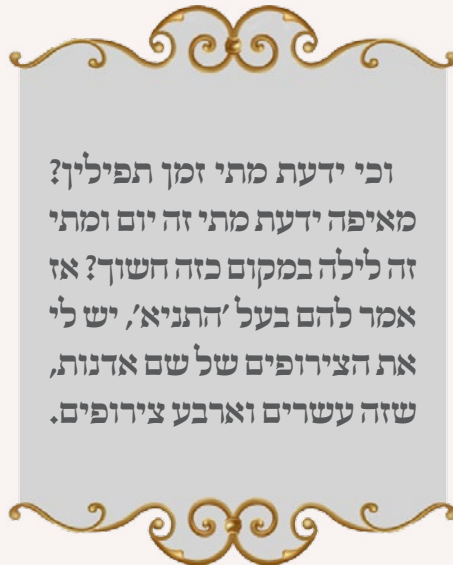 וכי ידעת מתי זמן תפילין?
מאיפה ידעת מתי זה יום ומתי
זה לילה במקום כזה חשוך? אז
אמר להם בעל 'התניא', יש לי
את הצירופים של שם אדנות,
שזה עשרים וארבע צירופים.